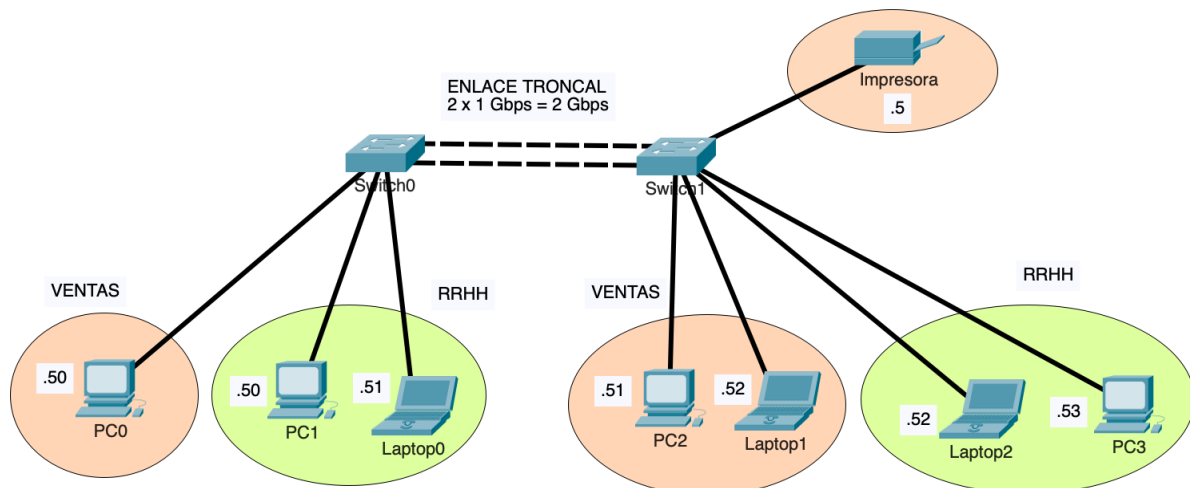 Impresora
.5
ENLACE TRONCAL
2 x 1 Gbps = 2 Gbps
Switch0
Switch1
VENTAS
RRHH
VENTAS
RRHH
.50
PC0
.50
PC1
.51
Laptop0
.51
PC2
.52
Laptop1
.52
Laptop2
.53
PC3